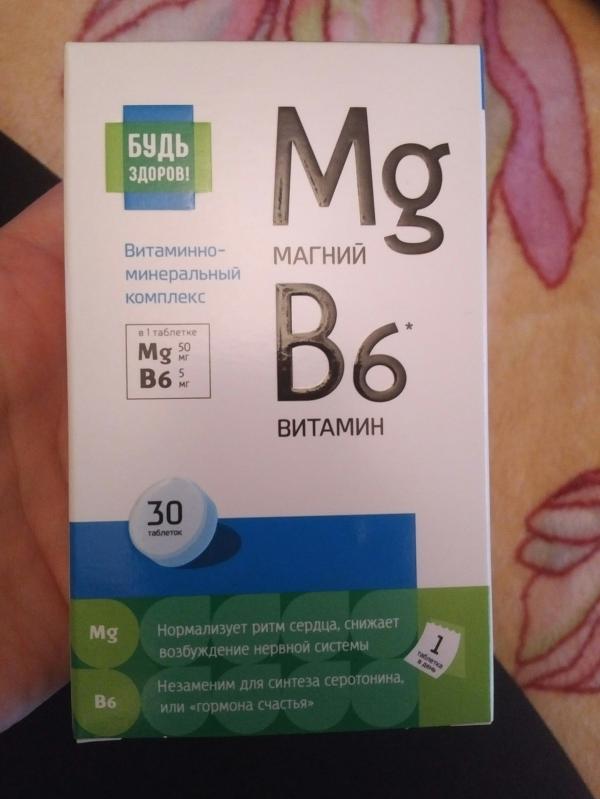 БУДЬ
ЗДОРОВ!
Mg
МАГНИЙ
B6*
ВИТАМИН
Витаминно-
минеральный
комплекс
в 1 таблетке
Mg 50 мг
B6 5 мг
30
таблеток
Mg
Нормализует ритм сердца, снижает
возбуждение нервной системы
1
таблетка
в день
B6
Незаменим для синтеза серотонина,
или «гормона счастья»